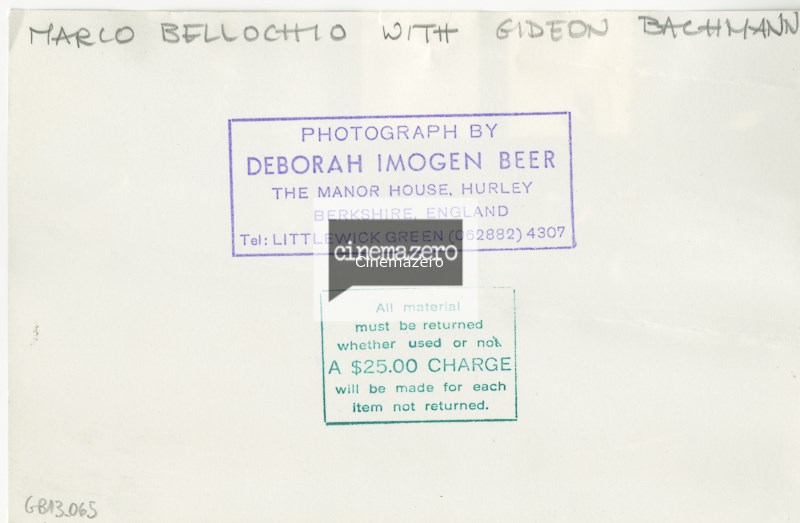 MARCO BELLOCHIO WITH GIDEON BACHMANN
PHOTOGRAPH BY
DEBORAH IMOGEN BEER
THE MANOR HOUSE, HURLEY
BERKSHIRE, ENGLAND
Tel: LITTLEWICK GREEN (062882) 4307
cinemazero
Cinemazero
All material
must be returned
whether used or not.
A $25.00 CHARGE
will be made for each
item not returned.
GB13_065